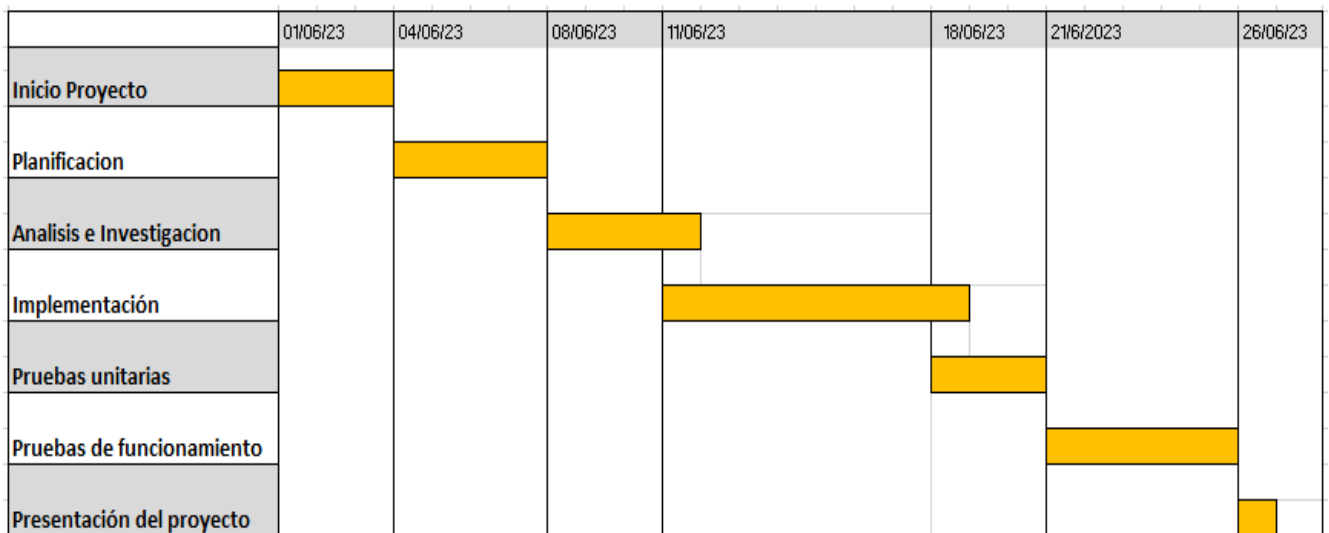 01/06/23 04/06/23 08/06/23 11/06/23 18/06/23 21/6/2023 26/06/23
Inicio Proyecto
Planificacion
Analisis e Investigacion
Implementación
Pruebas unitarias
Pruebas de funcionamiento
Presentación del proyecto